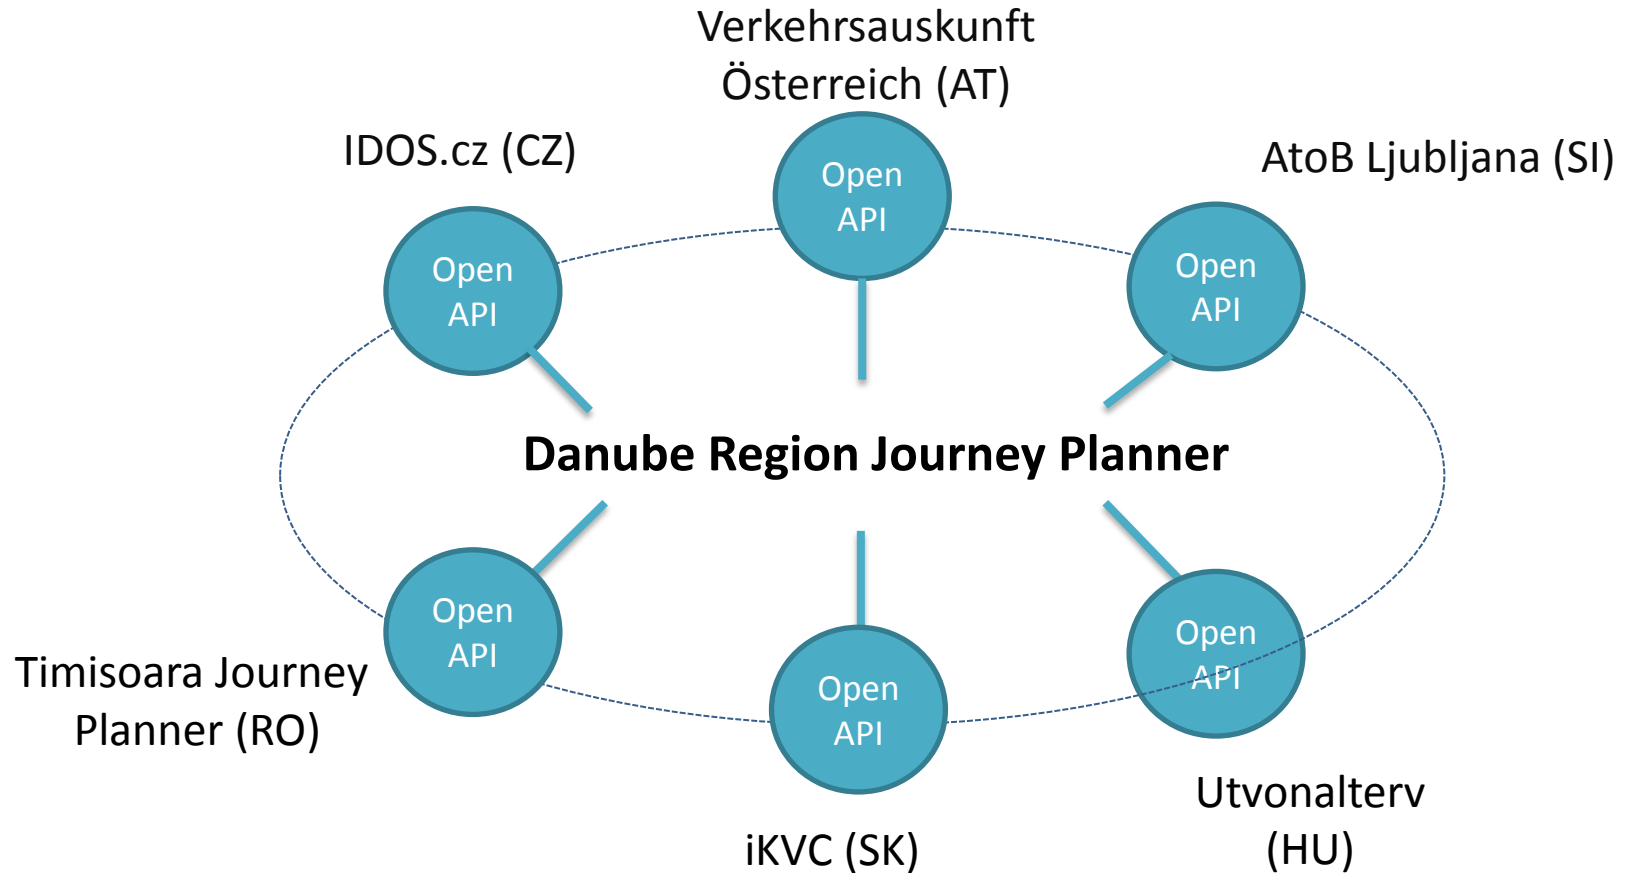 Verkehrsauskunft
Österreich (AT)
IDOS.cz (CZ)
AtoB Ljubljana (SI)
Open
API
Open
API
Open
API
Danube Region Journey Planner
Open
API
Open
API
Open
API
Timisoara Journey
Planner (RO)
iKVC (SK)
Utvonalterv
(HU)